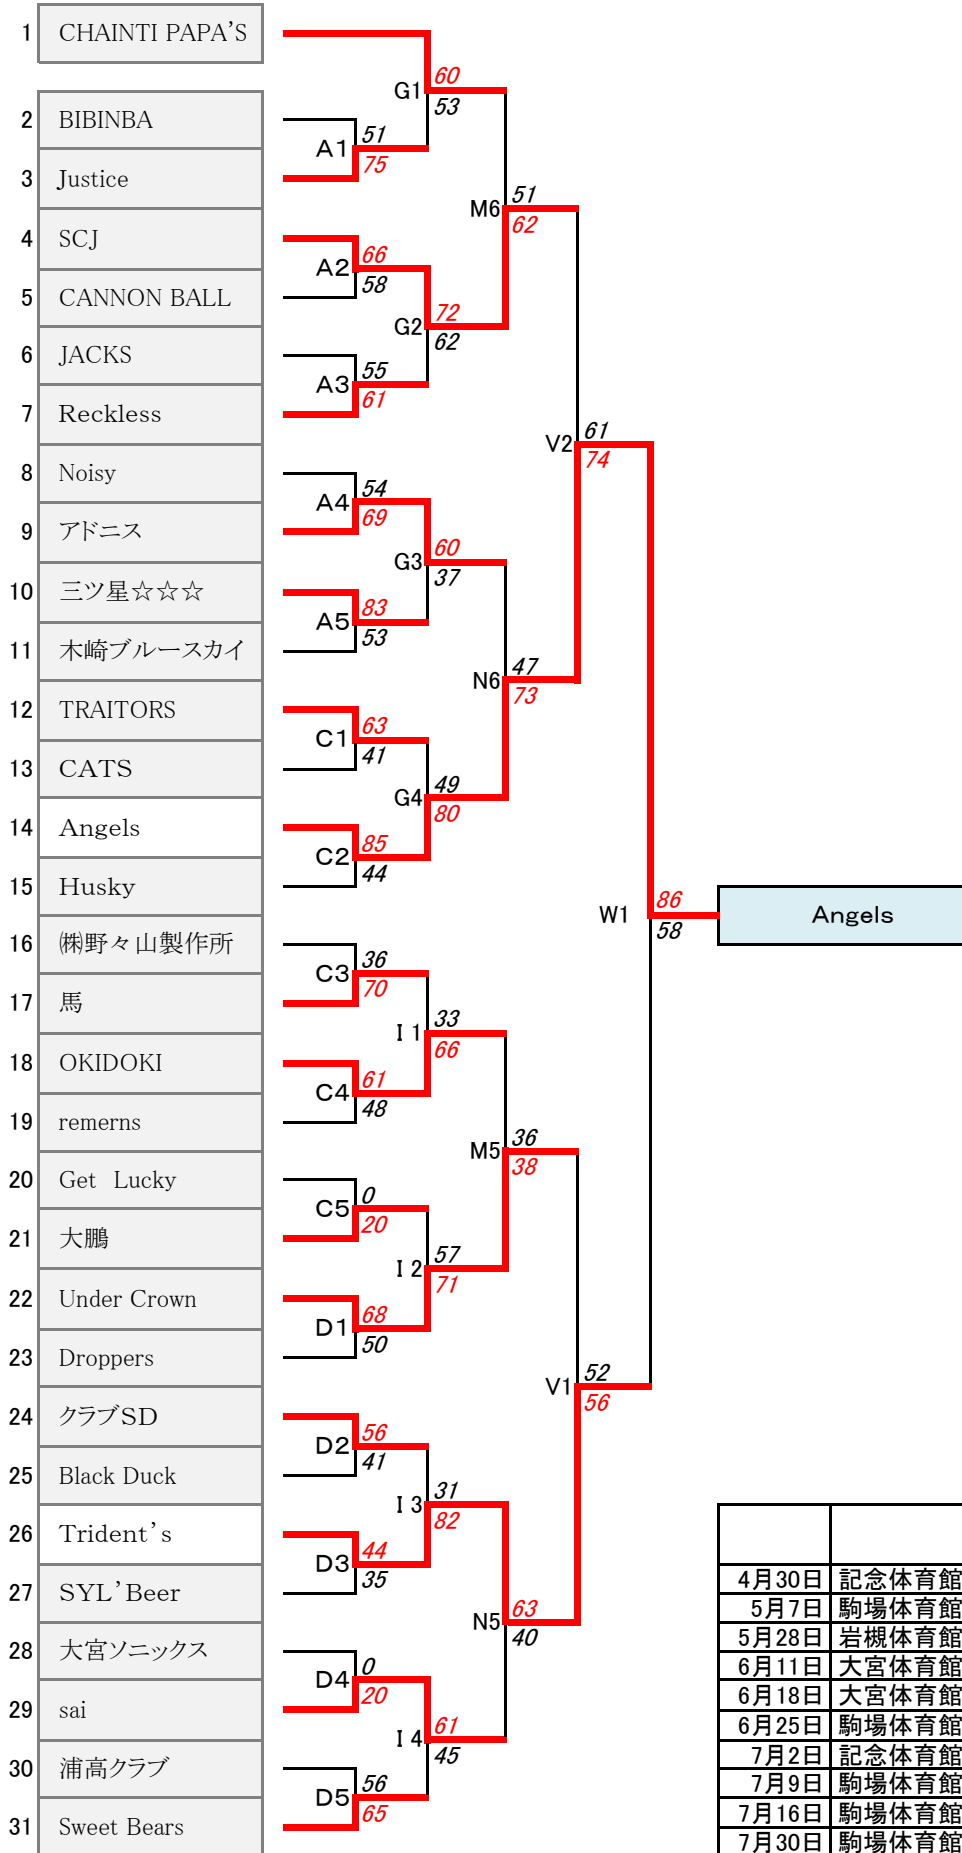 1 CHAINTI PAPA'S
60
G1
53
2 BIBINBA
51
A1
75
3 Justice
51
M6
62
4 SCJ
66
A2
58
5 CANNON BALL
72
G2
62
6 JACKS
55
A3
61
7 Reckless
61
V2
74
8 Noisy
54
A4
69
9 アドニス
60
G3
37
10 三ツ星☆☆☆
83
A5
53
11 木崎ブルースカイ
47
N6
73
12 TRAITORS
63
C1
41
13 CATS
49
G4
80
14 Angels
85
C2
44
15 Husky
86
W1
58
Angels
16 ㈱野々山製作所
36
C3
70
17 馬
33
I 1
66
18 OKIDOKI
61
C4
48
19 remerns
36
M5
38
20 Get Lucky
0
C5
20
21 大鵬
57
I 2
71
22 Under Crown
68
D1
50
23 Droppers
52
V1
56
24 クラブSD
56
D2
41
25 Black Duck
31
I 3
82
26 Trident's
44
D3
35
27 SYL'Beer
63
N5
40
28 大宮ソニックス
0
D4
20
29 sai
61
I 4
45
30 浦高クラブ
56
D5
65
31 Sweet Bears
4月30日 記念体育館
5月7日 駒場体育館
5月28日 岩槻体育館
6月11日 大宮体育館
6月18日 大宮体育館
6月25日 駒場体育館
7月2日 記念体育館
7月9日 駒場体育館
7月16日 駒場体育館
7月30日 駒場体育館